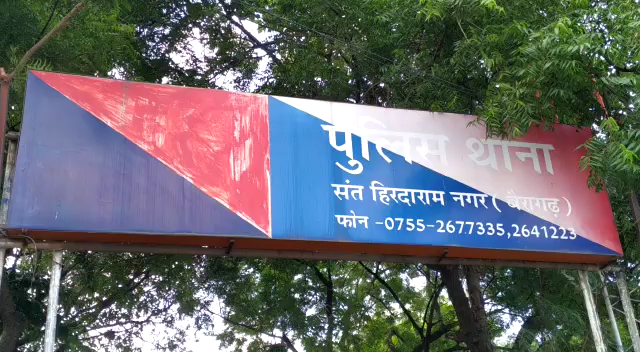 पुलिस थाना
संत हिरदाराम नगर ( बैरागढ़ )
फोन -0755-2677335,2641223